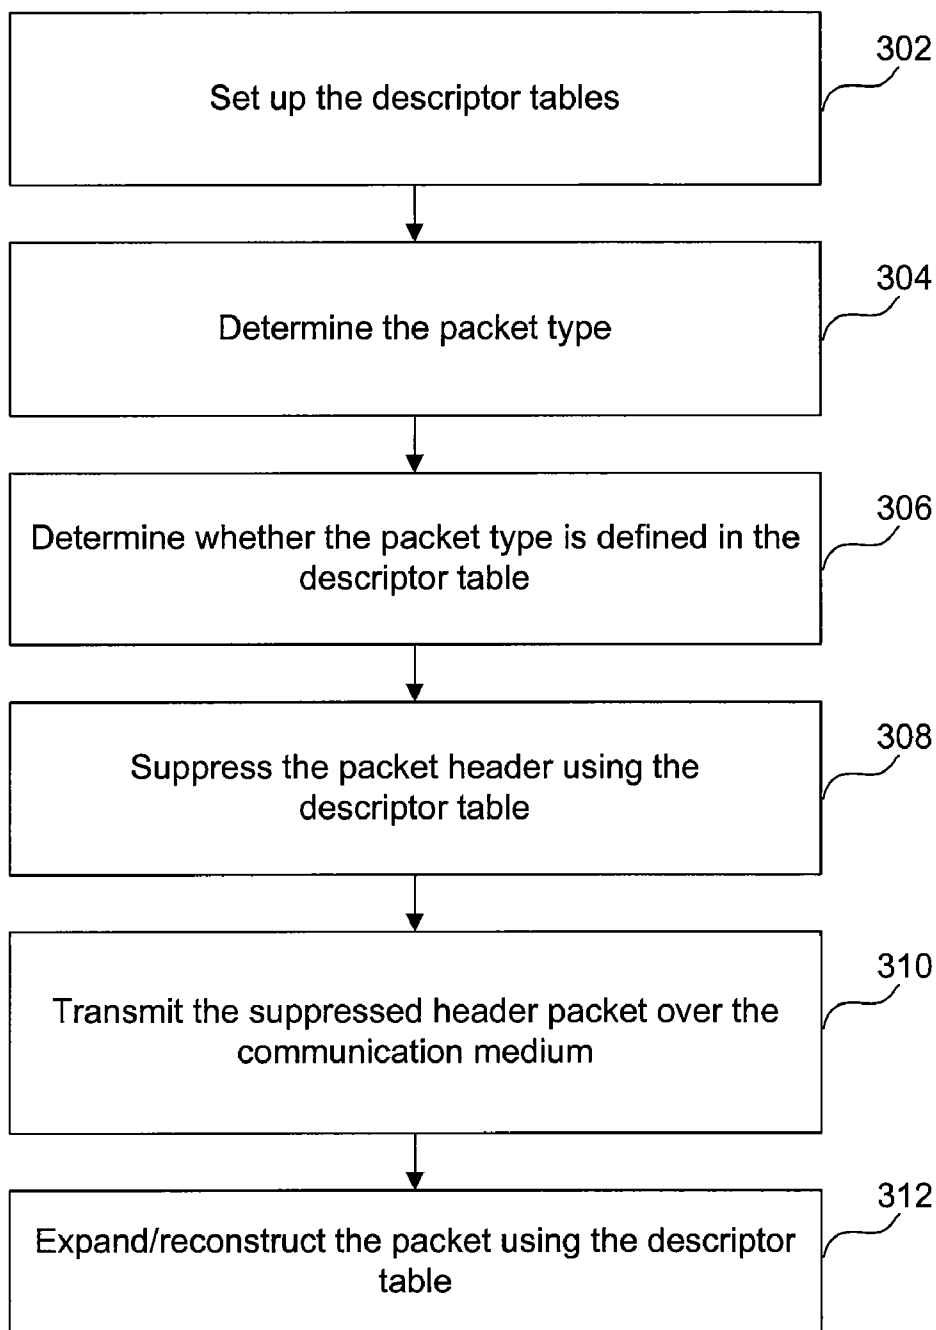 302
Set up the descriptor tables
304
Determine the packet type
306
Determine whether the packet type is defined in the
descriptor table
308
Suppress the packet header using the
descriptor table
310
Transmit the suppressed header packet over the
communication medium
312
Expand/reconstruct the packet using the descriptor
table